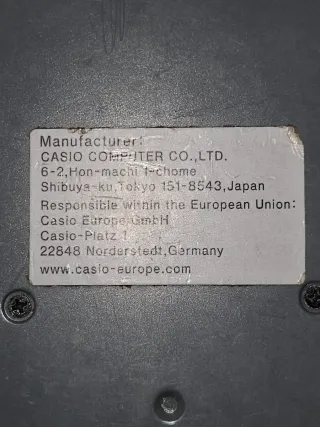 Manufacturer:
CASIO COMPUTER CO.,LTD.
6-2,Hon-machi 1-chome
Shibuya-ku,Tokyo 151-8543,Japan
Responsible within the European Union:
Casio Europe GmbH
Casio-Platz 1
22848 Norderstedt,Germany
www.casio-europe.com